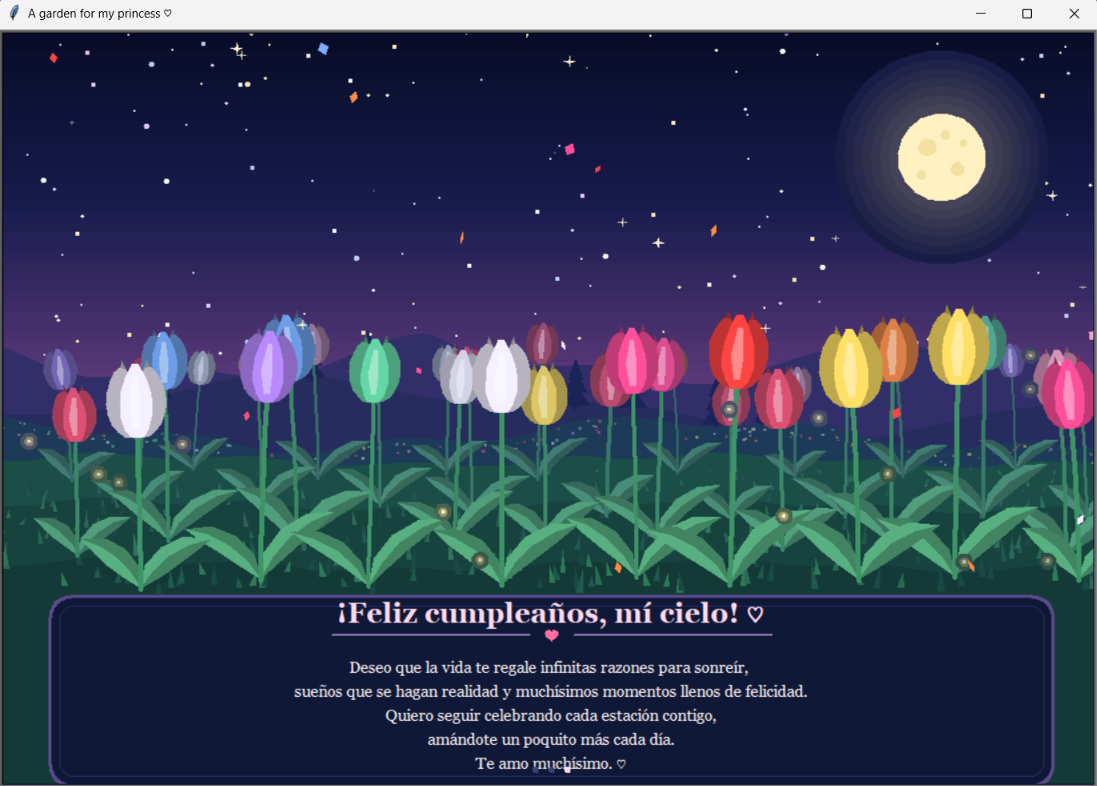 A garden for my princess ♡
¡Feliz cumpleaños, mí cielo! ♡
Deseo que la vida te regale infinitas razones para sonreír,
sueños que se hagan realidad y muchísimos momentos llenos de felicidad.
Quiero seguir celebrando cada estación contigo,
amándote un poquito más cada día.
Te amo muchísimo. ♡